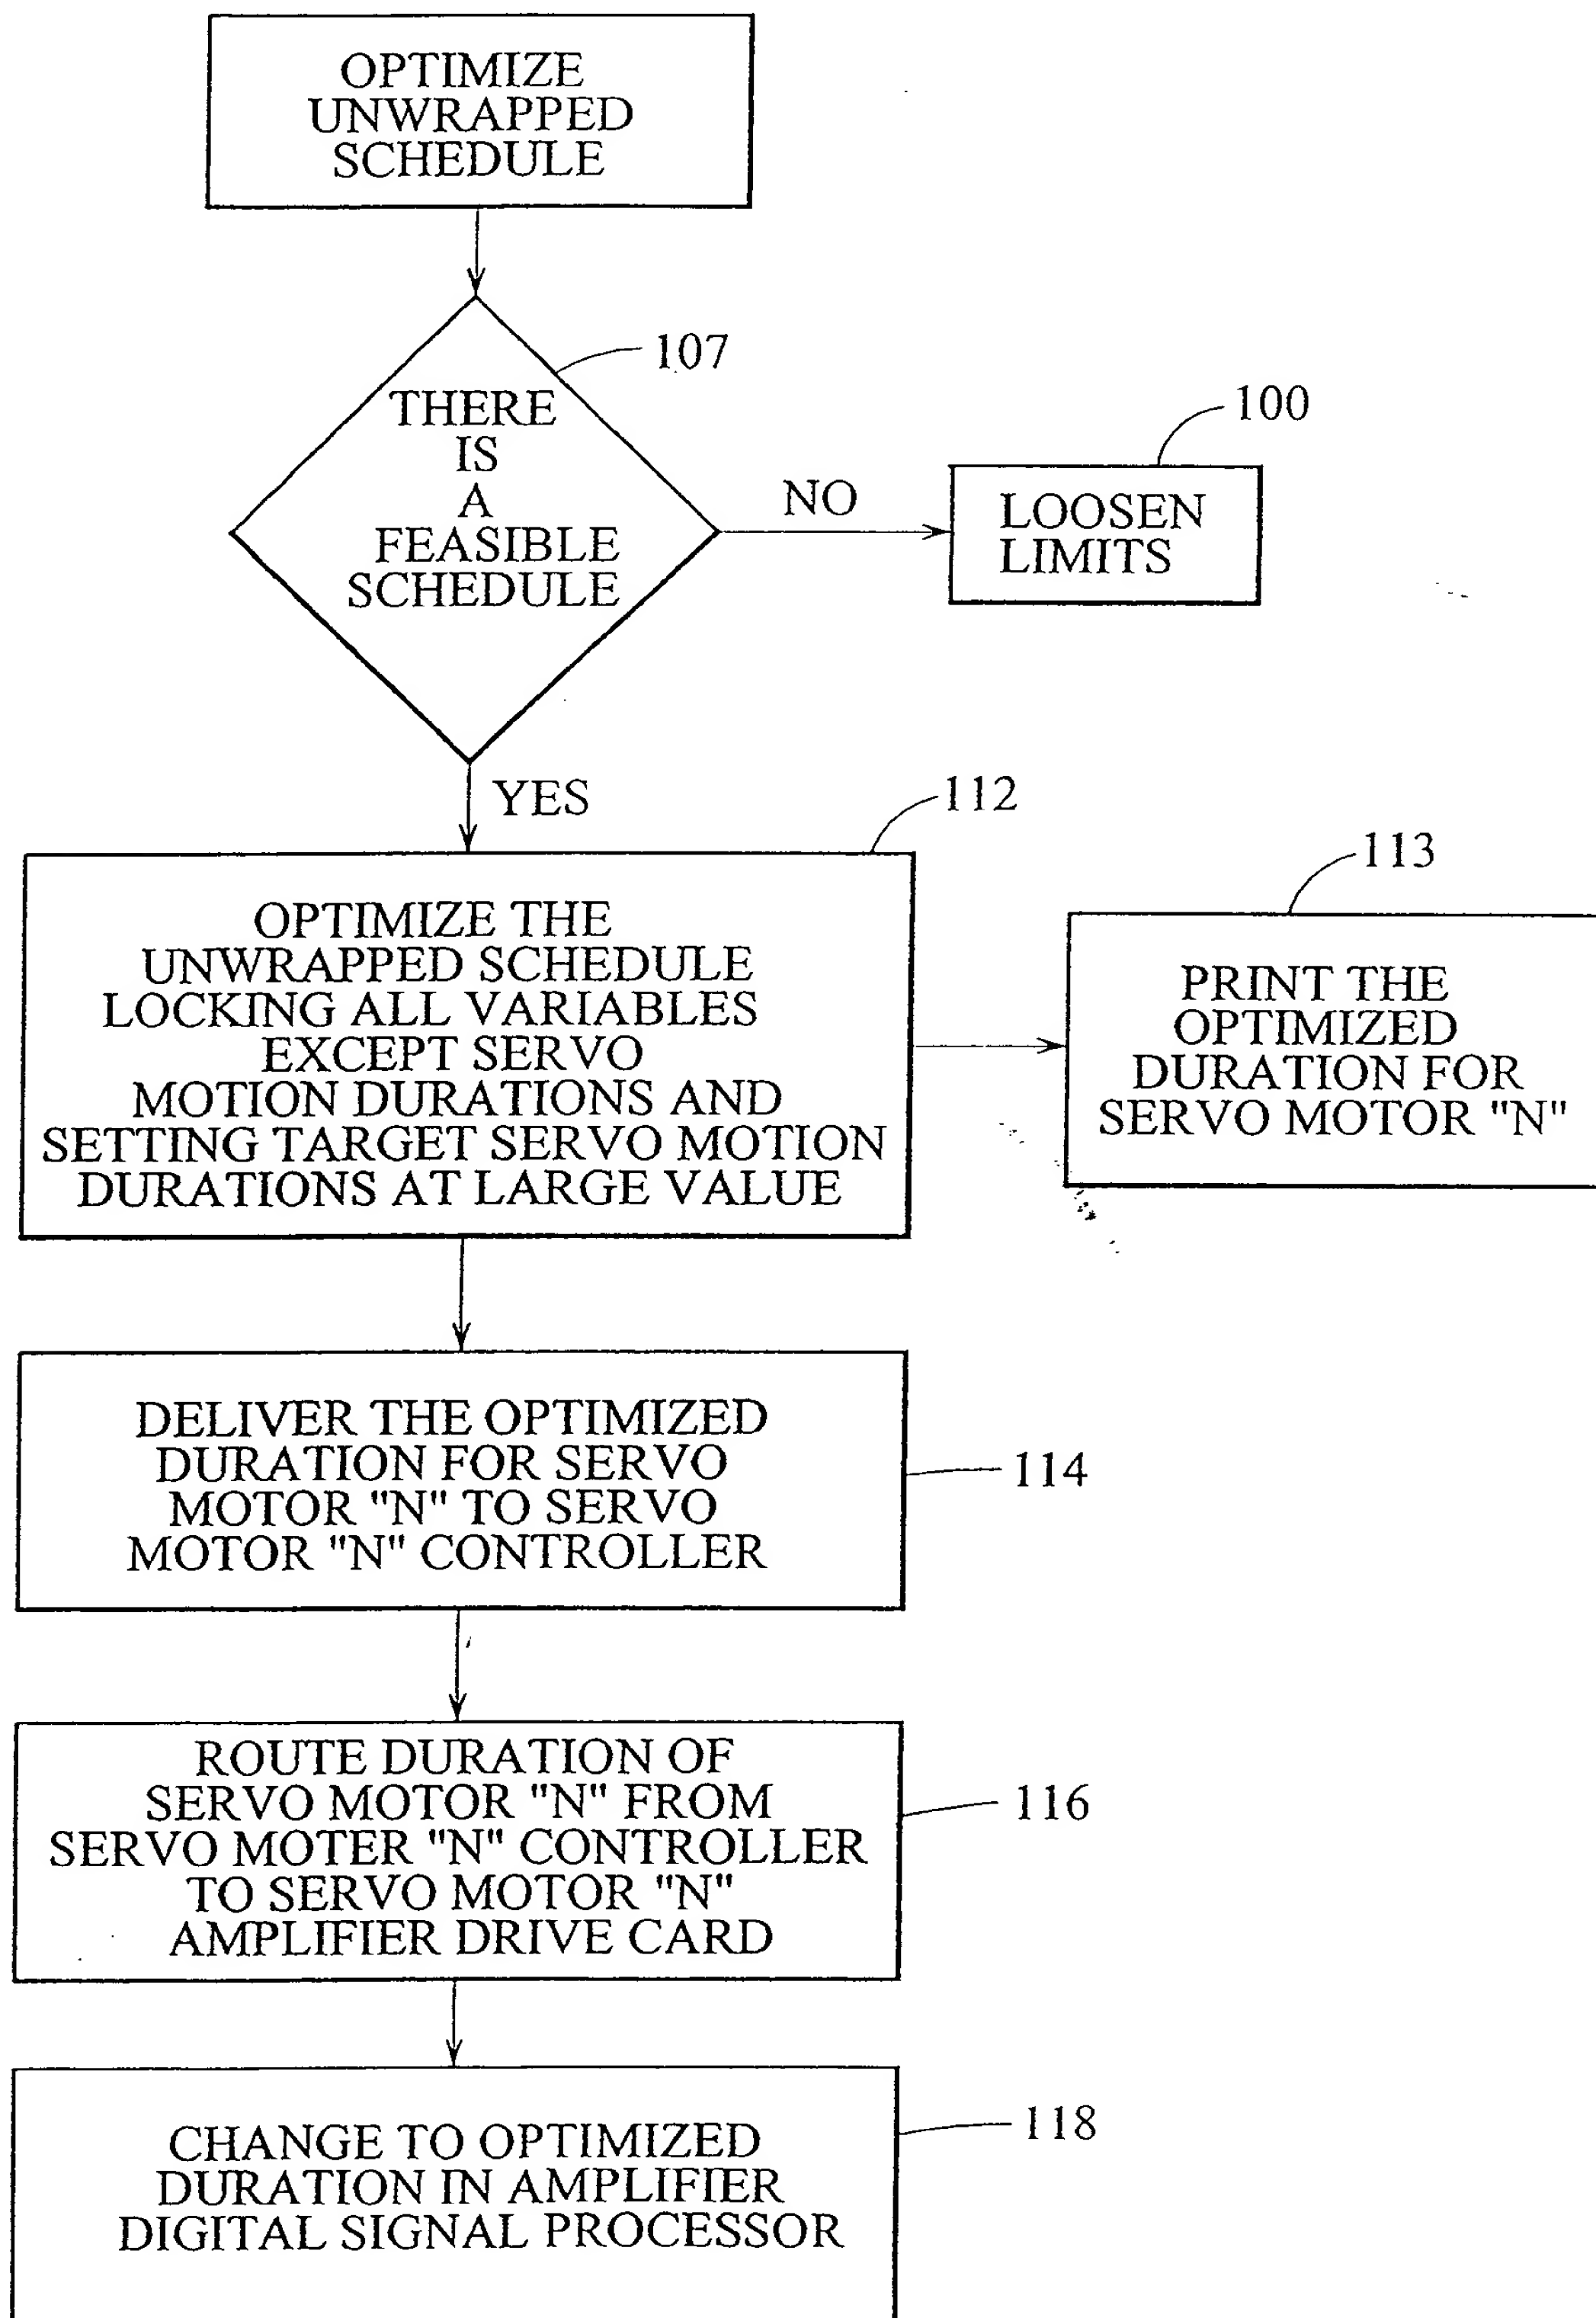 OPTIMIZE
UNWRAPPED
SCHEDULE
107
THERE
IS
A
FEASIBLE
SCHEDULE
100
NO
LOOSEN
LIMITS
YES
112
OPTIMIZE THE
UNWRAPPED SCHEDULE
LOCKING ALL VARIABLES
EXCEPT SERVO
MOTION DURATIONS AND
SETTING TARGET SERVO MOTION
DURATIONS AT LARGE VALUE
113
PRINT THE
OPTIMIZED
DURATION FOR
SERVO MOTOR "N"
DELIVER THE OPTIMIZED
DURATION FOR SERVO
MOTOR "N" TO SERVO
MOTOR "N" CONTROLLER
114
ROUTE DURATION OF
SERVO MOTOR "N" FROM
SERVO MOTER "N" CONTROLLER
TO SERVO MOTOR "N"
AMPLIFIER DRIVE CARD
116
CHANGE TO OPTIMIZED
DURATION IN AMPLIFIER
DIGITAL SIGNAL PROCESSOR
118